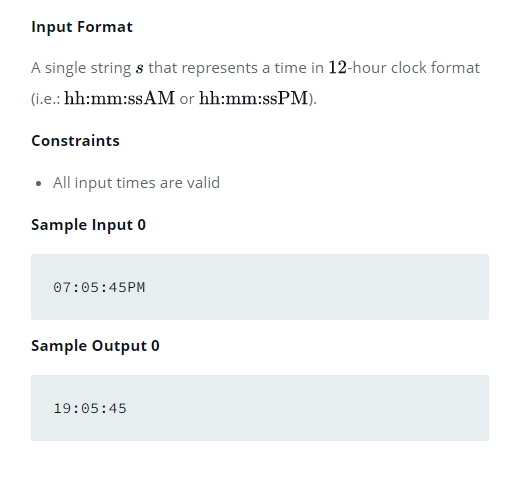 Input Format
A single string s that represents a time in 12-hour clock format
(i.e.: hh:mm:ssAM or hh:mm:ssPM).
Constraints
• All input times are valid
Sample Input 0
07:05:45PM
Sample Output 0
19:05:45